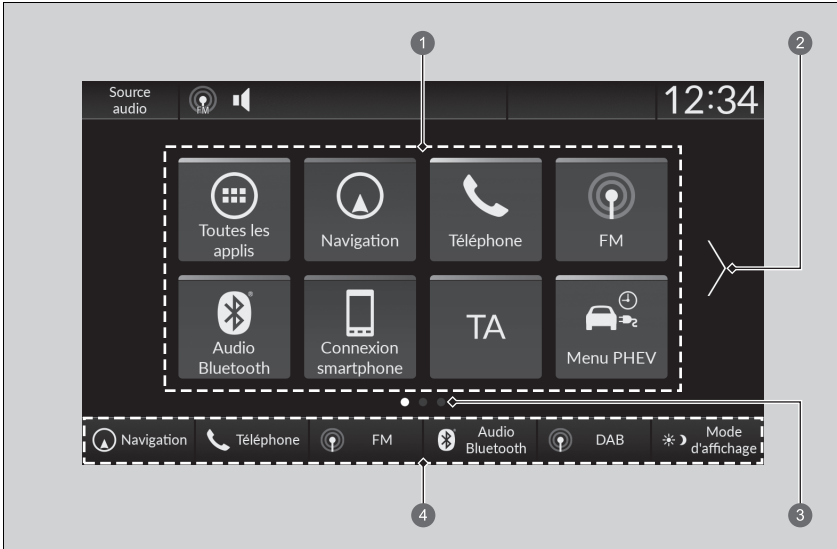 1
2
Source
audio
FM
12:34
Toutes les
applis
Navigation
Téléphone
FM
Audio
Bluetooth
Connexion
smartphone
TA
Menu PHEV
Navigation
Téléphone
FM
Audio
Bluetooth
DAB
Mode
d'affichage
4
3